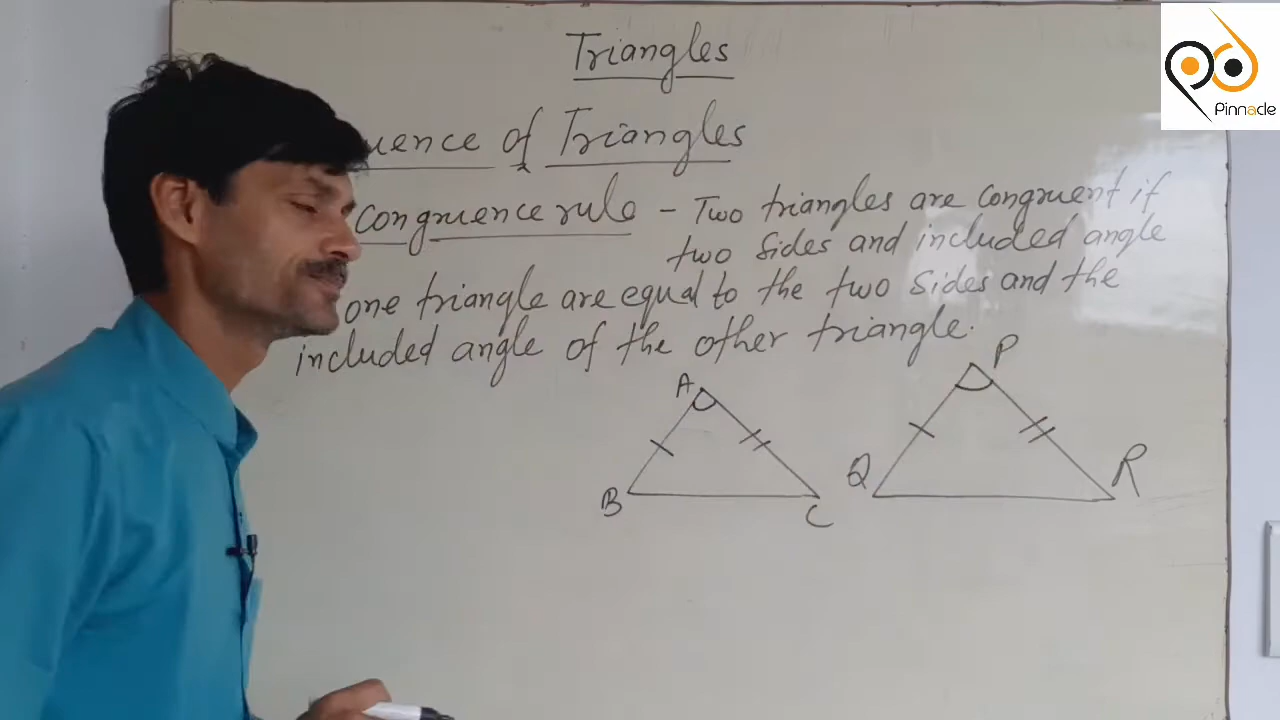 Triangles
uence of Triangles
congruence rule - Two triangles are congruent if
two sides and included angle
one triangle are equal to the two sides and the
included angle of the other triangle.
A
B
C
P
Q
R
Pinnacle